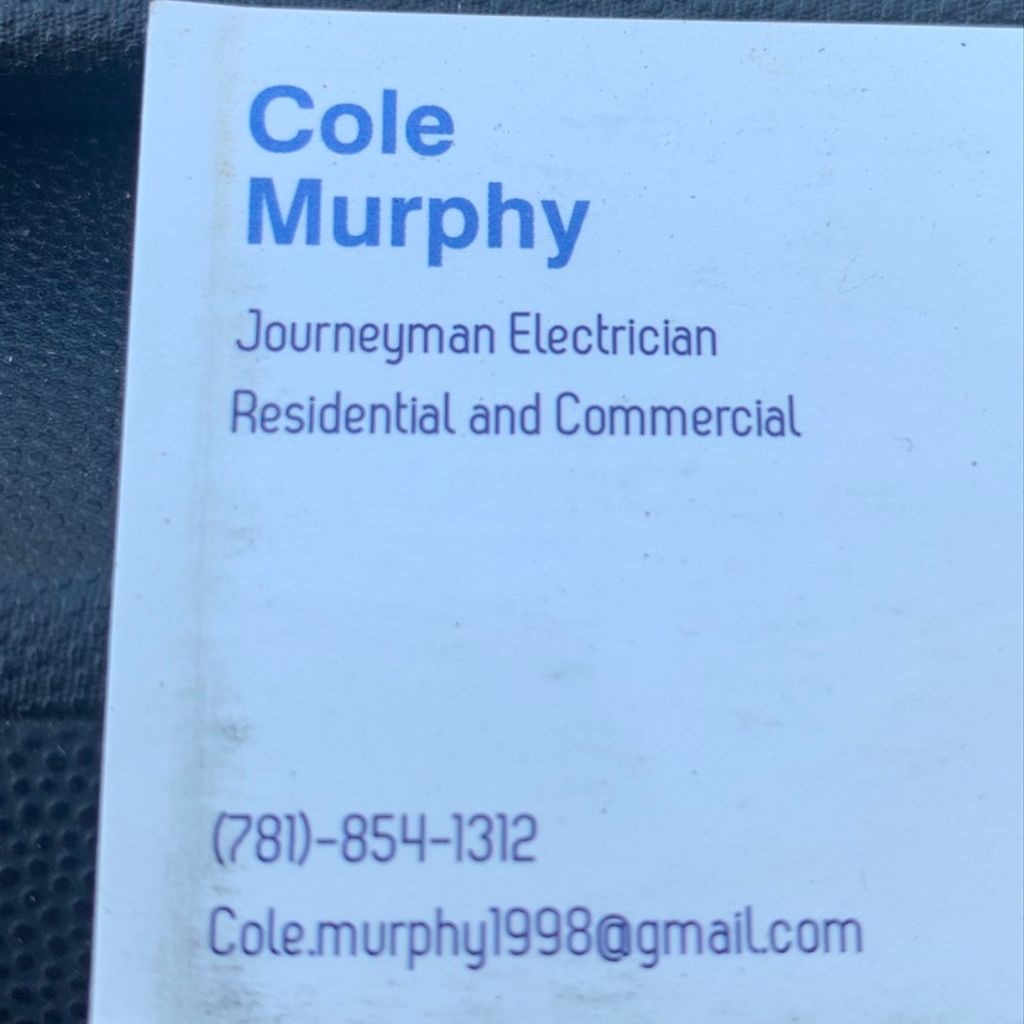 Cole
Murphy
Journeyman Electrician
Residential and Commercial
(781)-854-1312
Cole.murphy1998@gmail.com